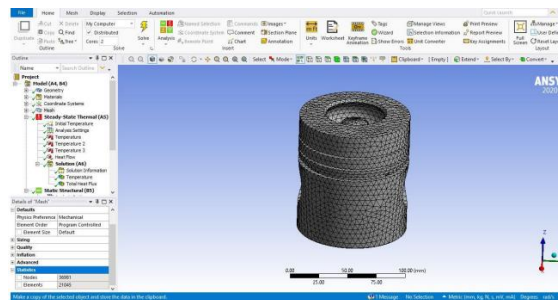 File Home Mesh Display Selection Automation
Duplicate
Cut
Copy
Paste
Delete
Find
Tree
Outline
My Computer
Distributed
Cores 2
Solve
Solve
Analysis
Named Selection
Coordinate System
Remote Point
Commands
Comment
Chart
Images
Section Plane
Annotation
Insert
Units
Worksheet
Keyframe Animation
Tags
Wizard
Show Errors
Manage Views
Selection Information
Unit Converter
Print Preview
Report Preview
Key Assignments
Tools
Full Screen
Manage
User Defi
Reset Lay
Layout
Outline
Name Search Outline
Select Mode
Clipboard [Empty] Extend Select By Convert
Project
Model (A4, B4)
Geometry
Materials
Coordinate Systems
Mesh
Steady-State Thermal (A5)
Initial Temperature
Analysis Settings
Temperature
Temperature 2
Temperature 3
Heat Flow
Solution (A6)
Solution Information
Temperature
Total Heat Flux
Static Structural (B5)
Details of "Mesh"
Defaults
Physics Preference Mechanical
Element Order Program Controlled
Element Size Default
Sizing
Quality
Inflation
Advanced
Statistics
Nodes
Elements
ANS
2020
0.00 50.00 100.00 (mm)
25.00 75.00
Z
Make a copy of the selected object and store the data in the clipboard.
1 Message No Selection Metric (mm, kg, N, s, mV, mA) Degrees